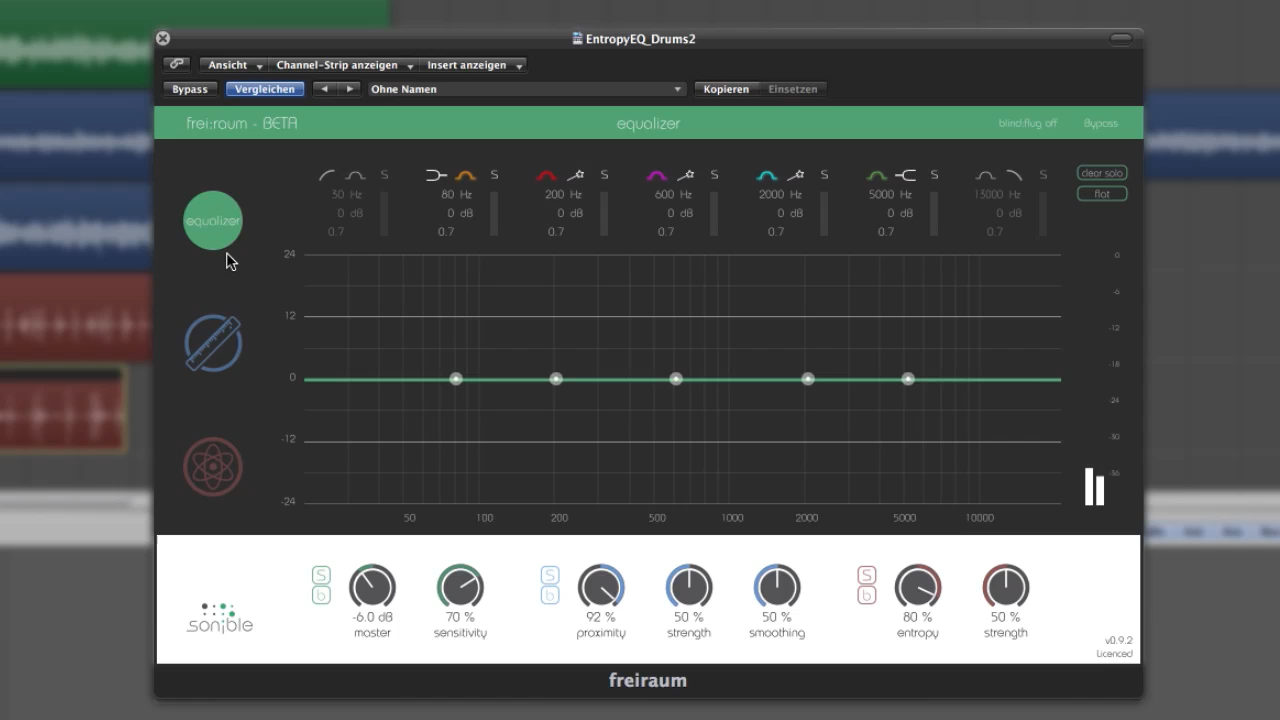 EntropyEQ_Drums2
Ansicht Channel-Strip anzeigen Insert anzeigen
Bypass Vergleichen Ohne Namen Kopieren Einsetzen
frei:raum - BETA equalizer blind:flug off Bypass
S S S S S S S clear solo
30 Hz 80 Hz 200 Hz 600 Hz 2000 Hz 5000 Hz 13000 Hz flat
0 dB 0 dB 0 dB 0 dB 0 dB 0 dB 0 dB
0.7 0.7 0.7 0.7 0.7 0.7 0.7
equalizer
24 0
-6
12 -12
-18
0
-24
-12 -30
-36
-24
50 100 200 500 1000 2000 5000 10000
S S S
b b b
-6.0 dB 70 % 92 % 50 % 50 % 80 % 50 %
master sensitivity proximity strength smoothing entropy strength
sonible
v0.9.2
Licenced
freiraum